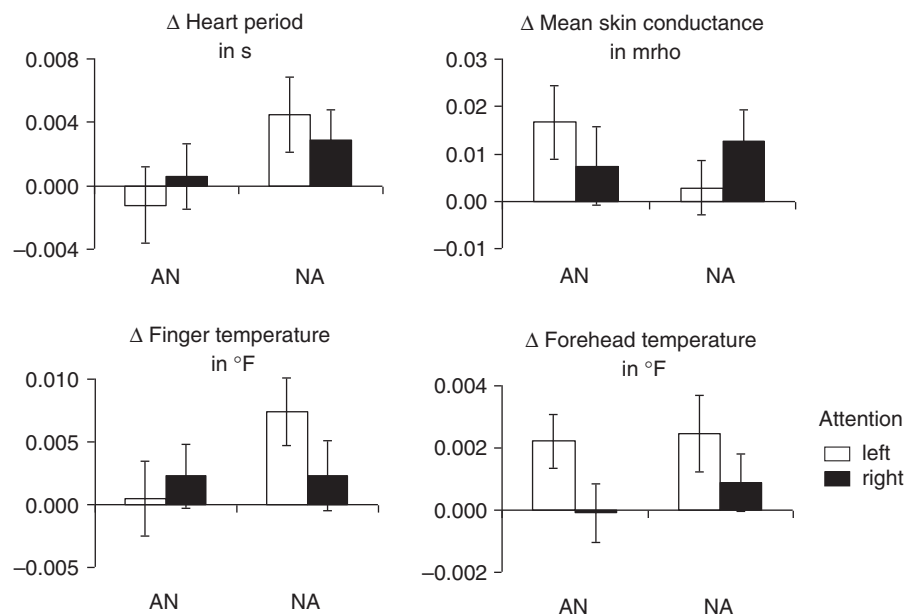 Δ Heart period
in s
0.008
0.004
0.000
−0.004
AN NA
Δ Mean skin conductance
in mrho
0.03
0.02
0.01
0.00
−0.01
AN NA
Δ Finger temperature
in °F
0.010
0.005
0.000
−0.005
AN NA
Δ Forehead temperature
in °F
0.004
0.002
0.000
−0.002
AN NA
Attention
left
right